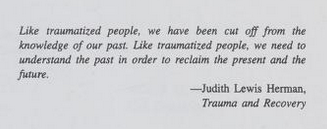 Like traumatized people, we have been cut off from the
knowledge of our past. Like traumatized people, we need to
understand the past in order to reclaim the present and the
future.
—Judith Lewis Herman,
Trauma and Recovery